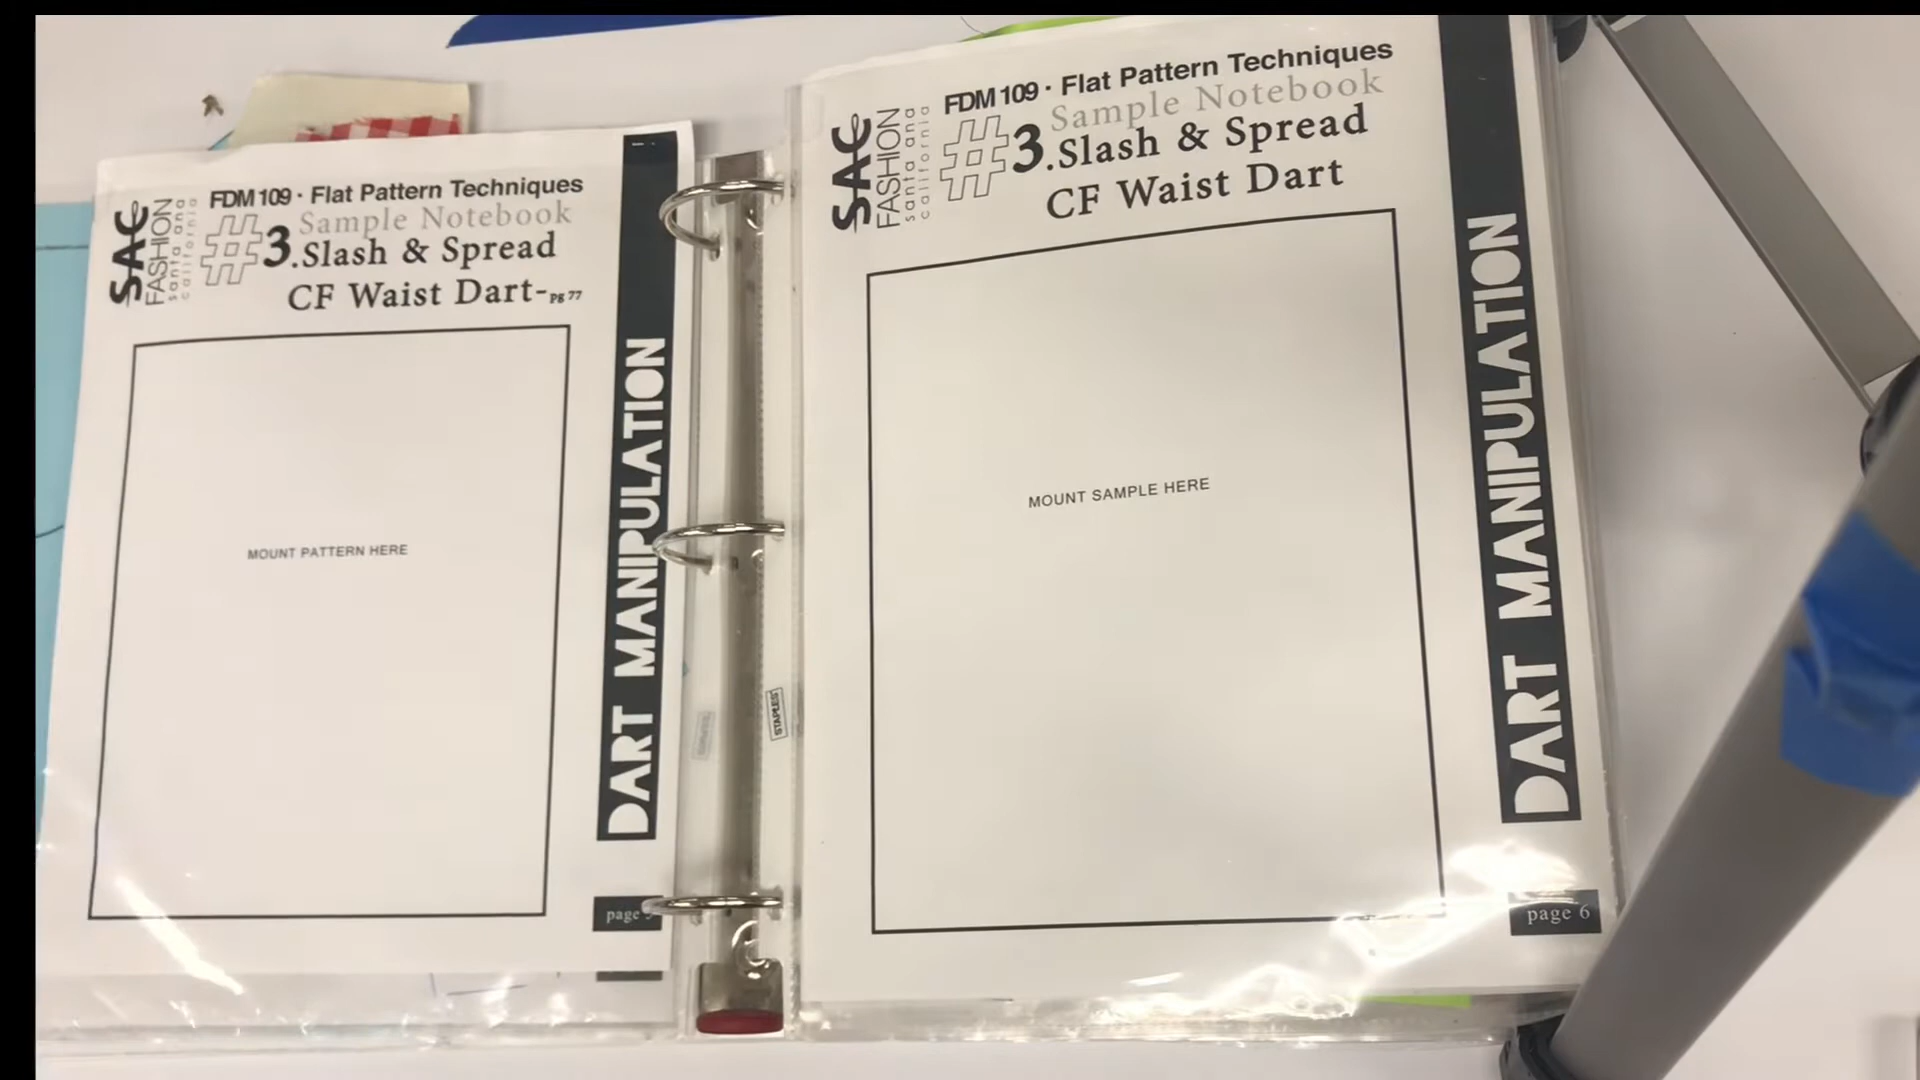 SAC
FASHION
santa ana
california
FDM 109 · Flat Pattern Techniques
Sample Notebook
#3.Slash & Spread
CF Waist Dart-Pg 77
MOUNT PATTERN HERE
DART MANIPULATION
page
STAPLES
SAC
FASHION
santa ana
california
FDM 109 · Flat Pattern Techniques
Sample Notebook
#3.Slash & Spread
CF Waist Dart
MOUNT SAMPLE HERE
DART MANIPULATION
page 6